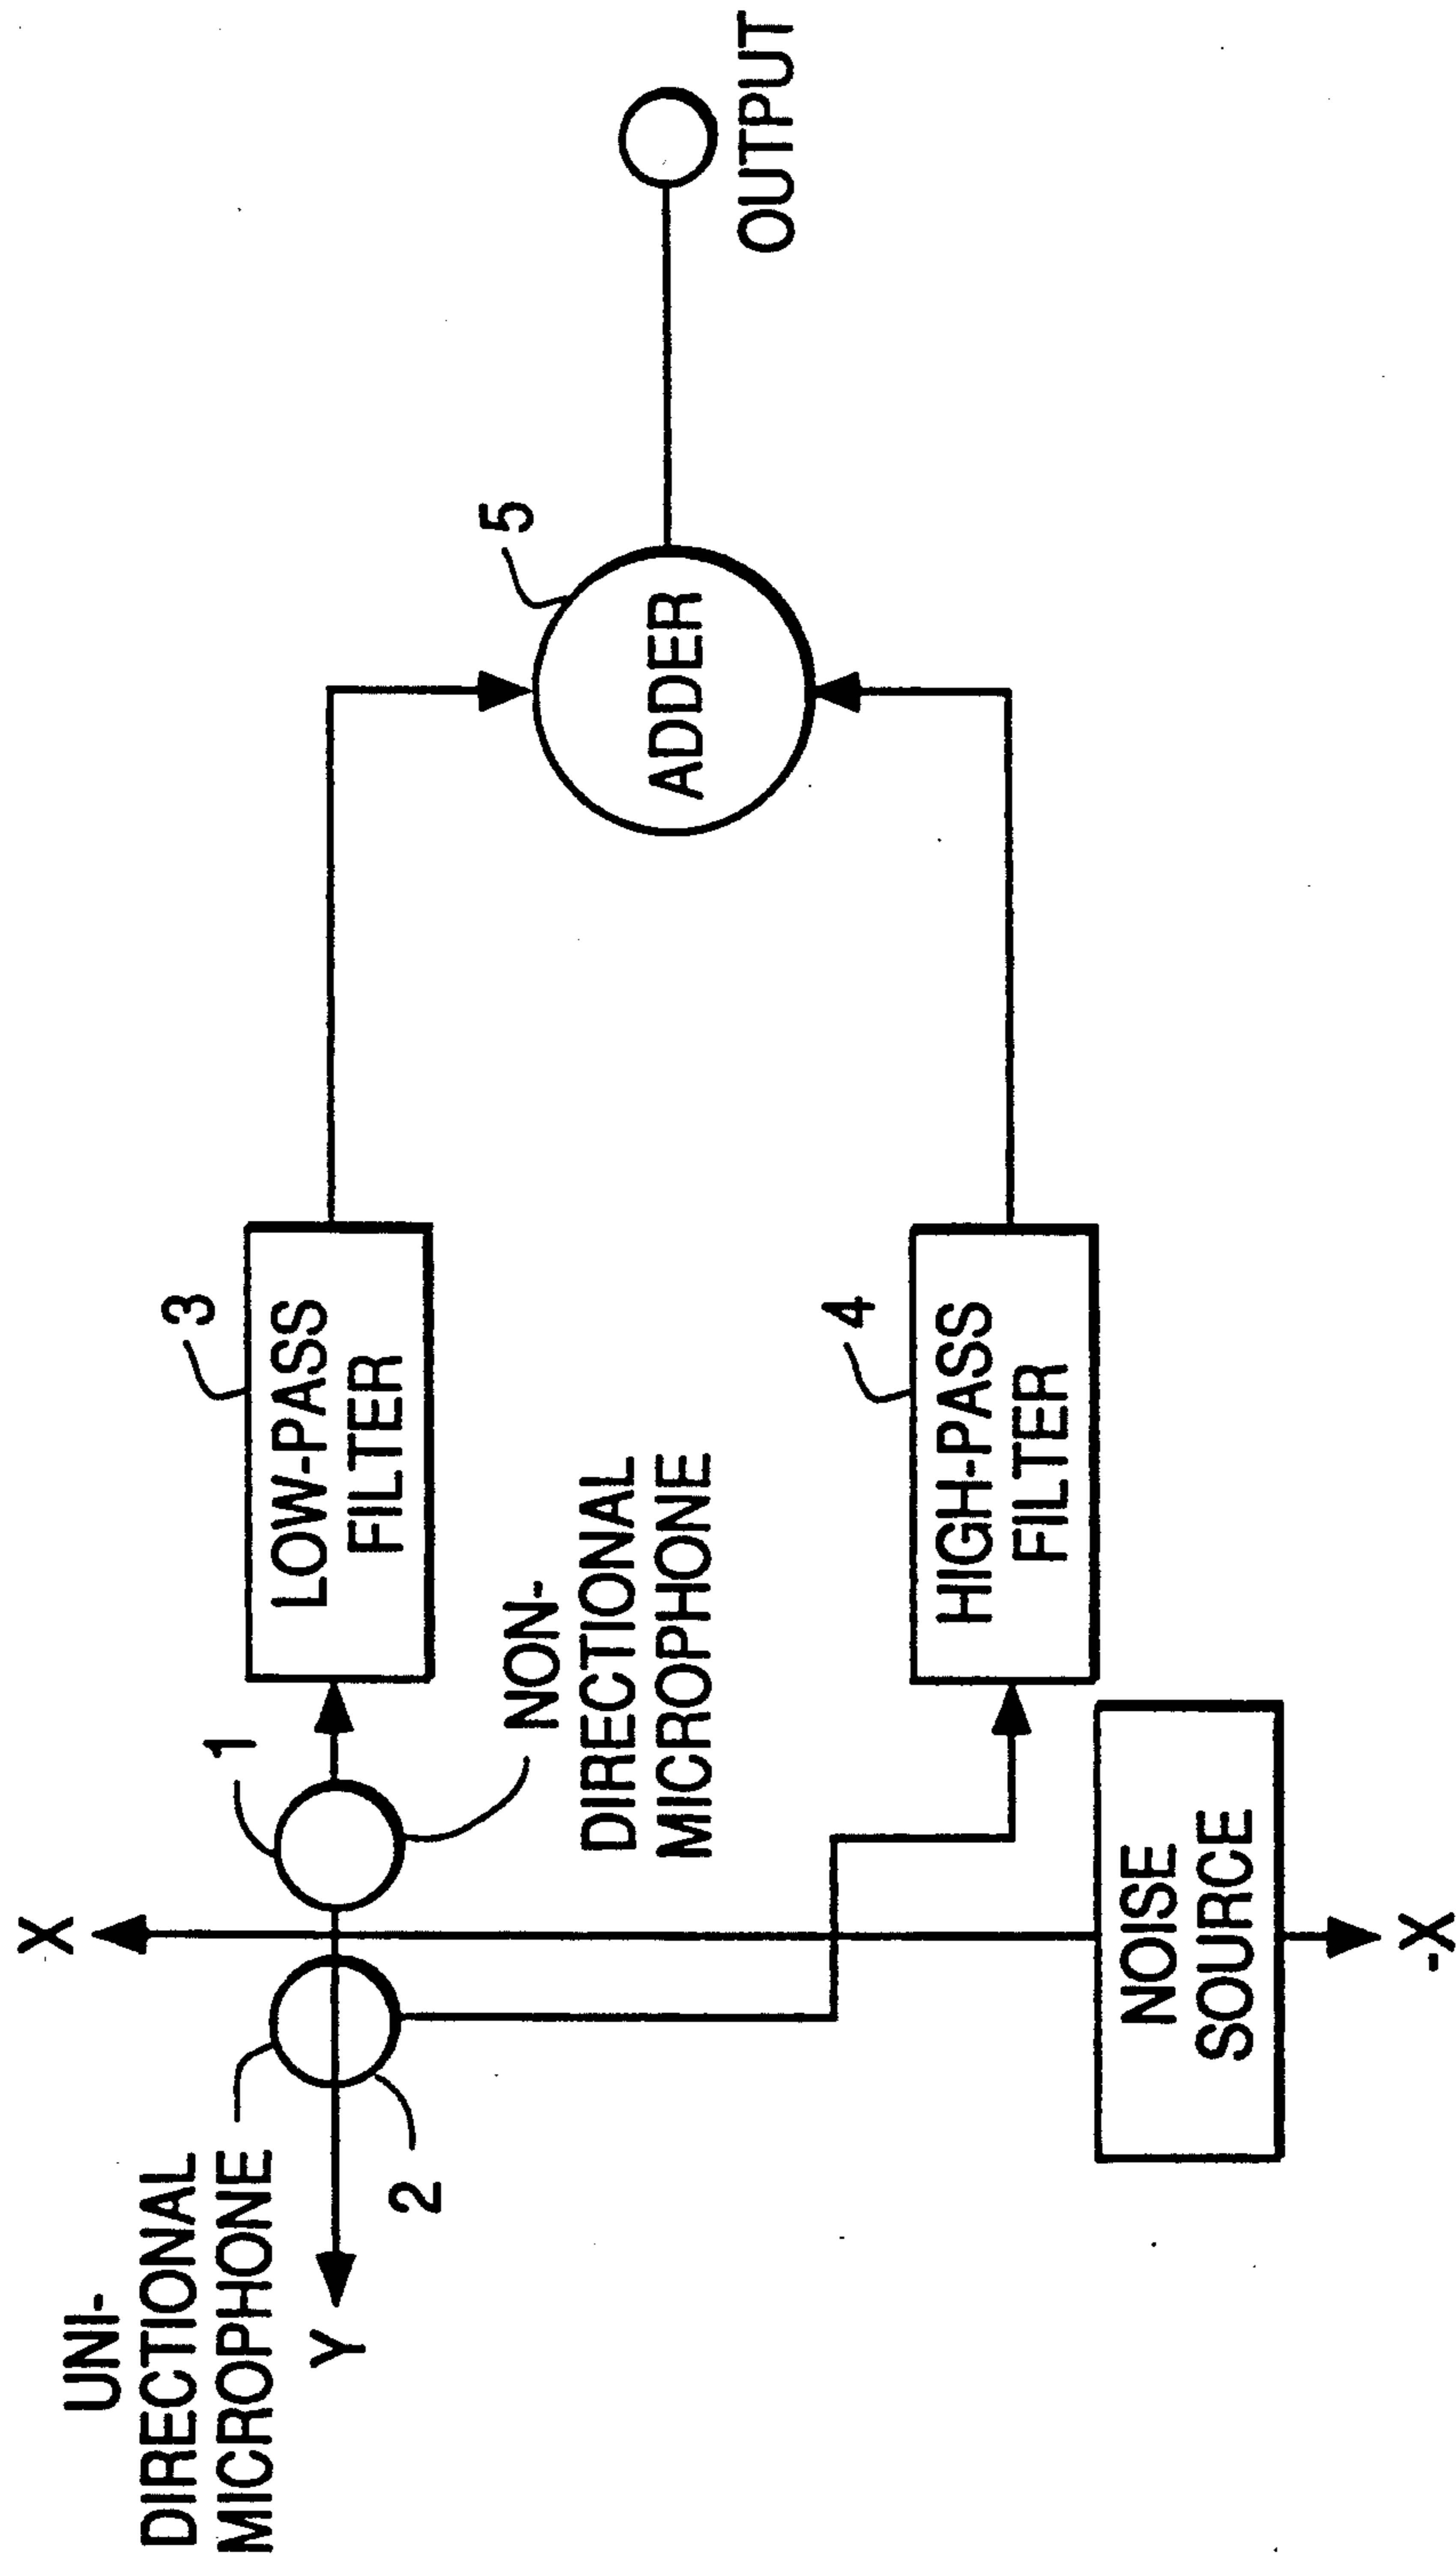 UNI-
DIRECTIONAL
MICROPHONE
X
1
3
LOW-PASS
FILTER
Y
2
NON-
DIRECTIONAL
MICROPHONE
5
ADDER
OUTPUT
4
HIGH-PASS
FILTER
NOISE
SOURCE
-X